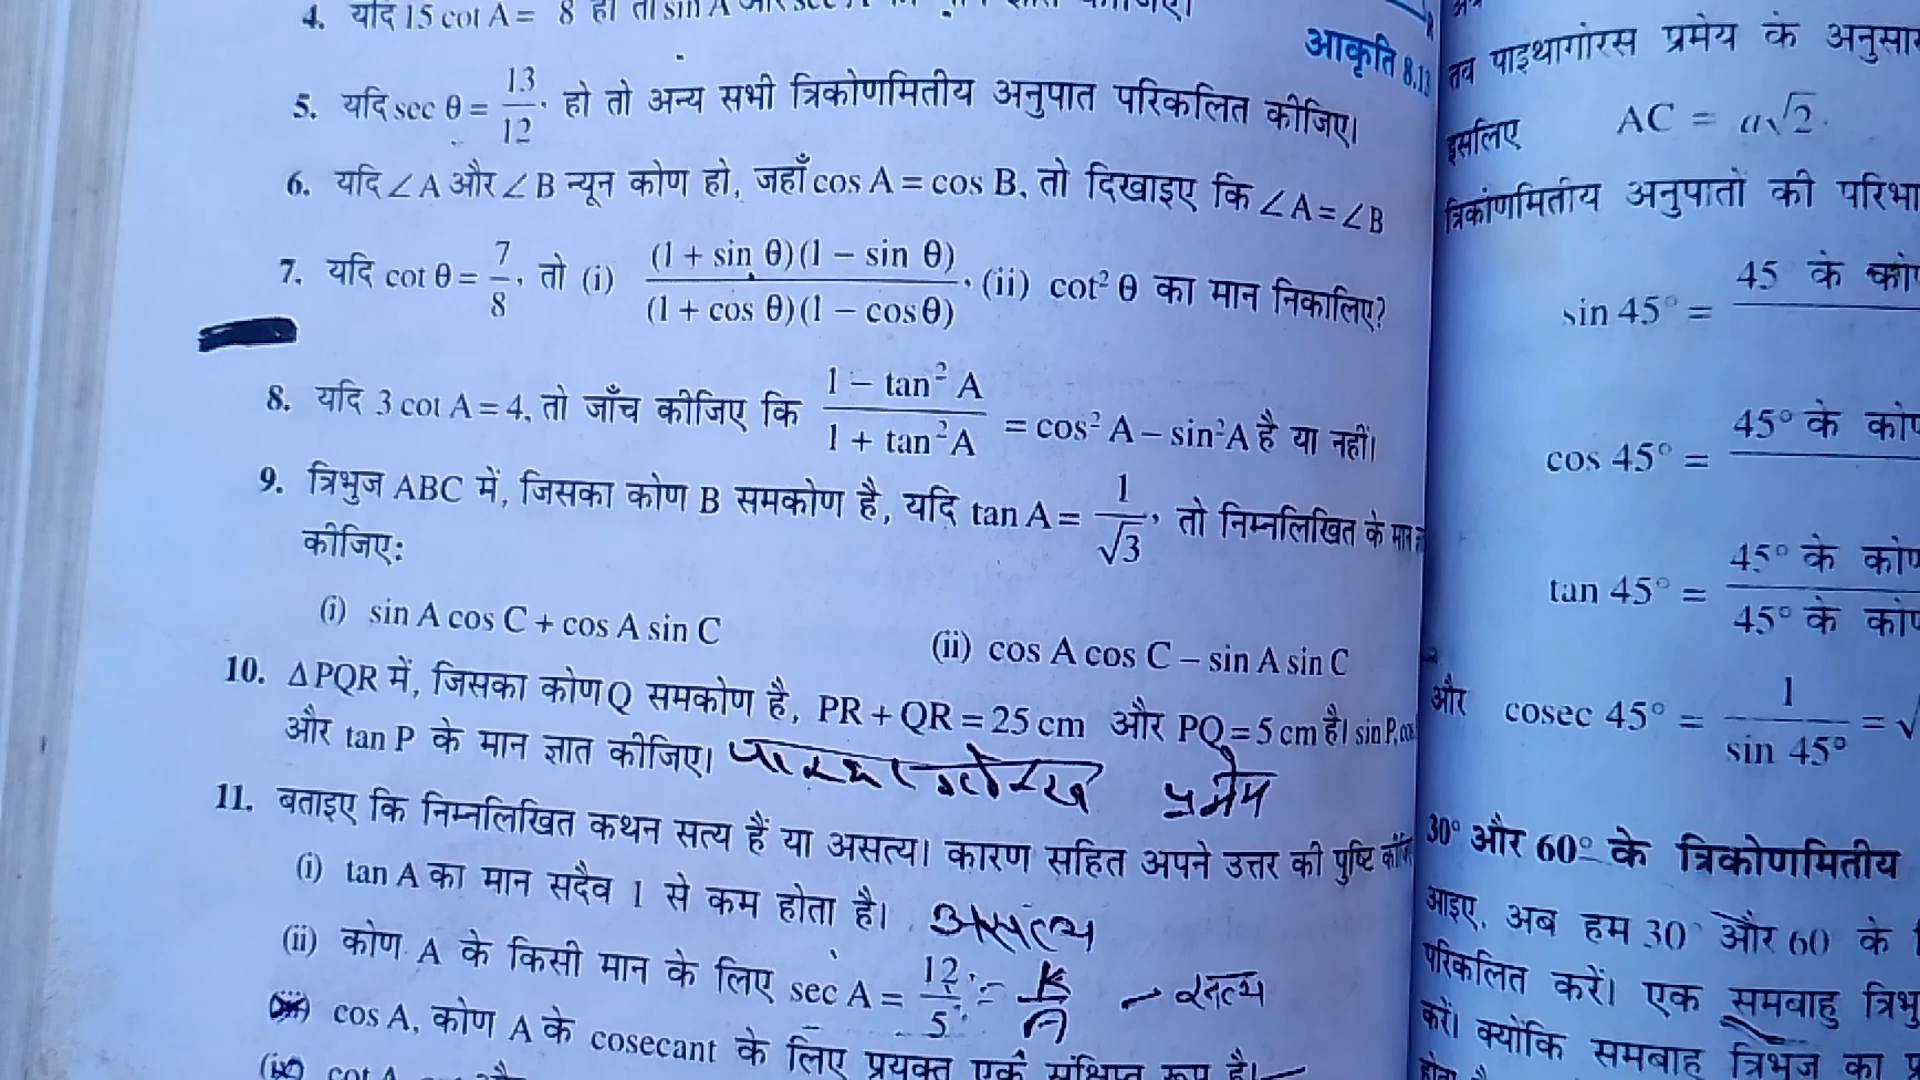 4. यदि 15 cot A = 8 हो तो sin A और sec A का
आकृति 8.13
5. यदि sec θ = 13/12, हो तो अन्य सभी त्रिकोणमितीय अनुपात परिकलित कीजिए।
6. यदि ∠A और ∠B न्यून कोण हो, जहाँ cos A = cos B, तो दिखाइए कि ∠A = ∠B
7. यदि cot θ = 7/8, तो (i) (1 + sin θ)(1 – sin θ)/(1 + cos θ)(1 – cosθ), (ii) cot² θ का मान निकालिए?
8. यदि 3 cot A = 4, तो जाँच कीजिए कि 1 – tan² A/1 + tan² A = cos² A – sin² A है या नहीं।
9. त्रिभुज ABC में, जिसका कोण B समकोण है, यदि tan A = 1/√3, तो निम्नलिखित के मान
कीजिए:
(i) sin A cos C + cos A sin C
(ii) cos A cos C – sin A sin C
10. ΔPQR में, जिसका कोण Q समकोण है, PR + QR = 25 cm और PQ = 5 cm है। sin P, cos
और tan P के मान ज्ञात कीजिए।
प्रमेय
11. बताइए कि निम्नलिखित कथन सत्य हैं या असत्य। कारण सहित अपने उत्तर की पुष्टि
(i) tan A का मान सदैव 1 से कम होता है। असत्य
(ii) कोण A के किसी मान के लिए sec A = 12/5 = K/A – सत्य
cos A, कोण A के cosecant के लिए प्रयुक्त एक संक्षिप्त रूप है।
cot A
तब पाइथागोरस प्रमेय के अनुसार
इसलिए AC = a√2.
त्रिकोणमितीय अनुपातों की
sin 45° = 45° के
cos 45° = 45° के
tan 45° = 45° के / 45° के
और cosec 45° = 1/sin 45° = √
30° और 60° के त्रिकोणमितीय
आइए, अब हम 30° और 60° के
परिकलित करें। एक समबाहु
करें। क्योंकि समबाहु त्रिभुज का